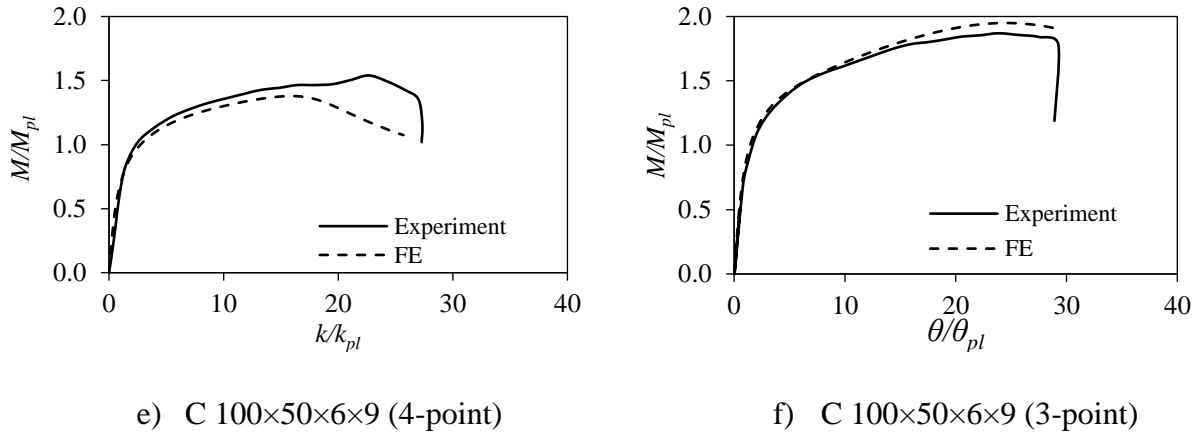 2.0
1.5
1.0
0.5
0.0
M/Mpl
Experiment
FE
0 10 20 30 40
k/kpl
e) C 100×50×6×9 (4-point)
2.0
1.5
1.0
0.5
0.0
M/Mpl
Experiment
FE
0 10 20 30 40
θ/θpl
f) C 100×50×6×9 (3-point)